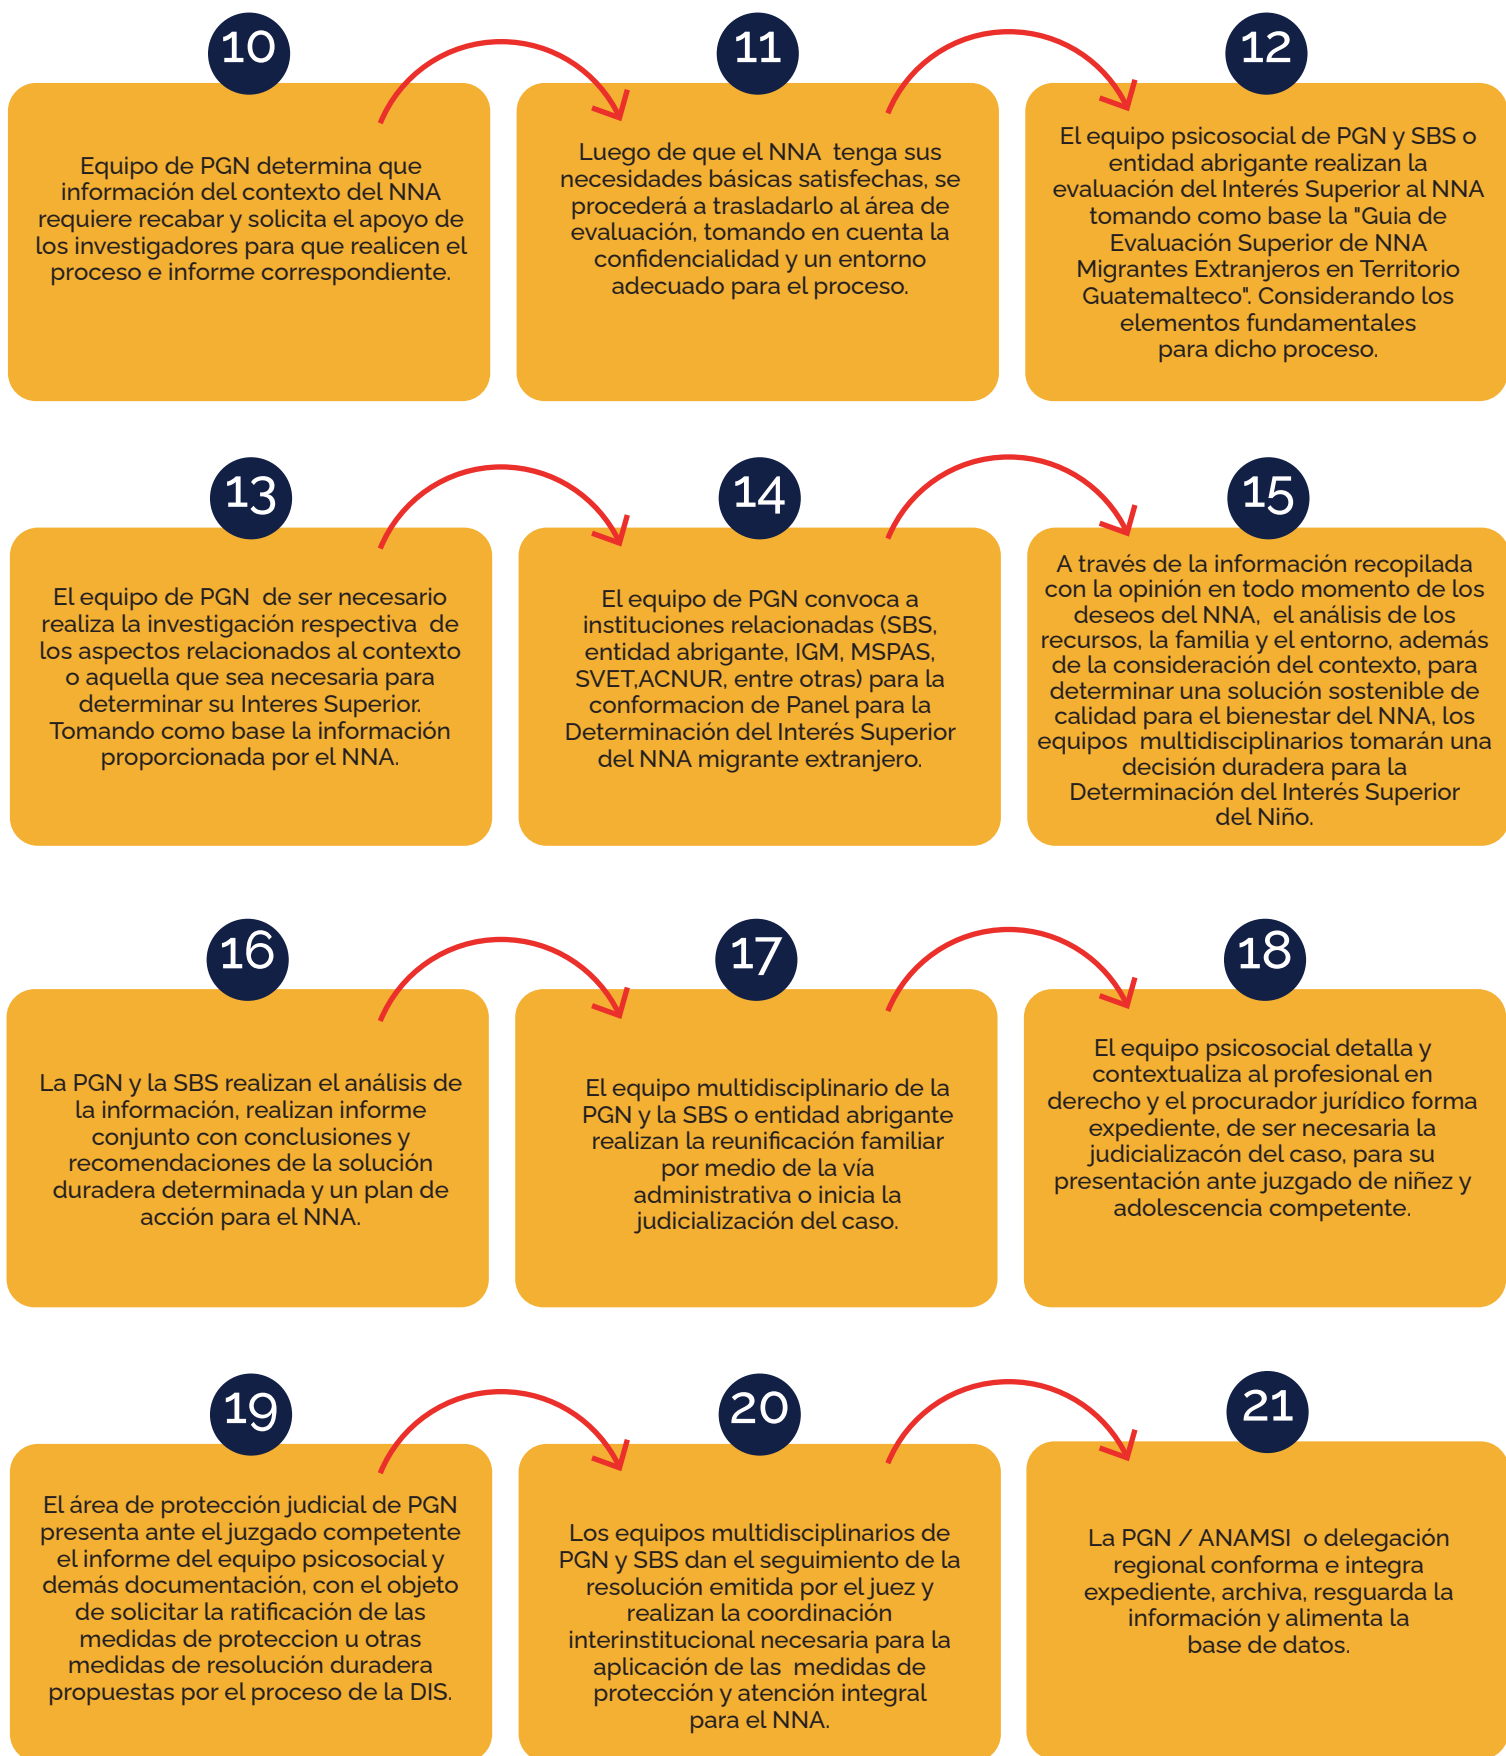 10
Equipo de PGN determina que
información del contexto del NNA
requiere recabar y solicita el apoyo de
los investigadores para que realicen el
proceso e informe correspondiente.
11
Luego de que el NNA tenga sus
necesidades básicas satisfechas, se
procederá a trasladarlo al área de
evaluación, tomando en cuenta la
confidencialidad y un entorno
adecuado para el proceso.
12
El equipo psicosocial de PGN y SBS o
entidad abrigante realizan la
evaluación del Interés Superior al NNA
tomando como base la "Guia de
Evaluación Superior de NNA
Migrantes Extranjeros en Territorio
Guatemalteco". Considerando los
elementos fundamentales
para dicho proceso.
13
El equipo de PGN de ser necesario
realiza la investigación respectiva de
los aspectos relacionados al contexto
o aquella que sea necesaria para
determinar su Interes Superior.
Tomando como base la información
proporcionada por el NNA.
14
El equipo de PGN convoca a
instituciones relacionadas (SBS,
entidad abrigante, IGM, MSPAS,
SVET,ACNUR, entre otras) para la
conformacion de Panel para la
Determinación del Interés Superior
del NNA migrante extranjero.
15
A través de la información recopilada
con la opinión en todo momento de los
deseos del NNA, el análisis de los
recursos, la familia y el entorno, además
de la consideración del contexto, para
determinar una solución sostenible de
calidad para el bienestar del NNA, los
equipos multidisciplinarios tomarán una
decisión duradera para la
Determinación del Interés Superior
del Niño.
16
La PGN y la SBS realizan el análisis de
la información, realizan informe
conjunto con conclusiones y
recomendaciones de la solución
duradera determinada y un plan de
acción para el NNA.
17
El equipo multidisciplinario de la
PGN y la SBS o entidad abrigante
realizan la reunificación familiar
por medio de la vía
administrativa o inicia la
judicialización del caso.
18
El equipo psicosocial detalla y
contextualiza al profesional en
derecho y el procurador jurídico forma
expediente, de ser necesaria la
judicializacón del caso, para su
presentación ante juzgado de niñez y
adolescencia competente.
19
El área de protección judicial de PGN
presenta ante el juzgado competente
el informe del equipo psicosocial y
demás documentación, con el objeto
de solicitar la ratificación de las
medidas de proteccion u otras
medidas de resolución duradera
propuestas por el proceso de la DIS.
20
Los equipos multidisciplinarios de
PGN y SBS dan el seguimiento de la
resolución emitida por el juez y
realizan la coordinación
interinstitucional necesaria para la
aplicación de las medidas de
protección y atención integral
para el NNA.
21
La PGN / ANAMSI o delegación
regional conforma e integra
expediente, archiva, resguarda la
información y alimenta la
base de datos.